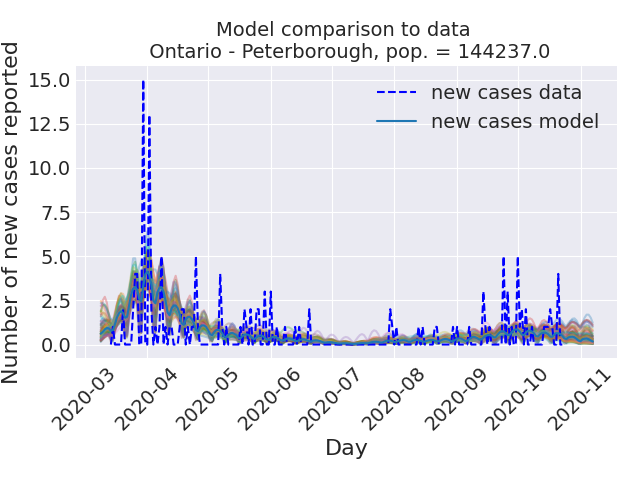 Model comparison to data
Ontario - Peterborough, pop. = 144237.0
Number of new cases reported
15.0
12.5
10.0
7.5
5.0
2.5
0.0
new cases data
new cases model
2020-03
2020-04
2020-05
2020-06
2020-07
2020-08
2020-09
2020-10
2020-11
Day